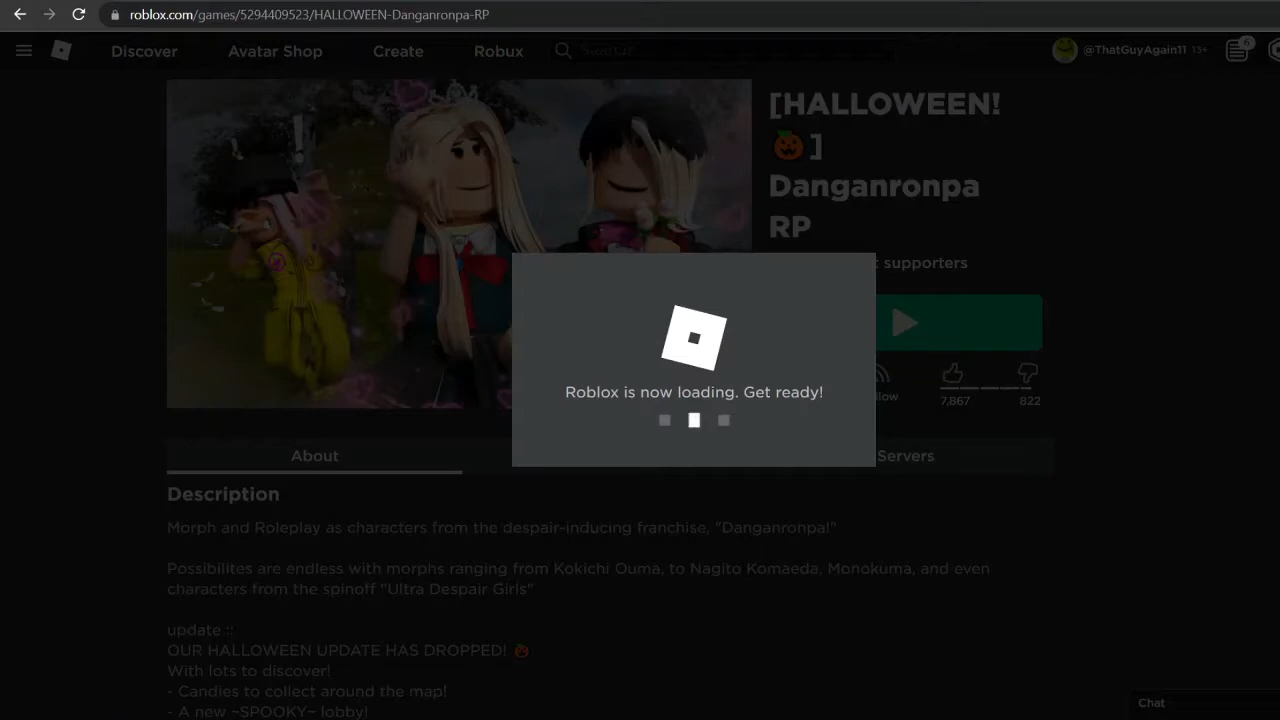 roblox.com/games/5294409523/HALLOWEEN-Danganronpa-RP
Discover Avatar Shop Create Robux Search @ThatGuyAgain11 13+ 6
[HALLOWEEN!
🎃]
Danganronpa
RP
supporters
Roblox is now loading. Get ready!
7,867 822
About Servers
Description
Morph and Roleplay as characters from the despair-inducing franchise, "Danganronpa!"
Possibilites are endless with morphs ranging from Kokichi Ouma, to Nagito Komaeda, Monokuma, and even
characters from the spinoff "Ultra Despair Girls"
update ::
OUR HALLOWEEN UPDATE HAS DROPPED! 🎃
With lots to discover!
- Candies to collect around the map!
- A new ~SPOOKY~ lobby!
Chat